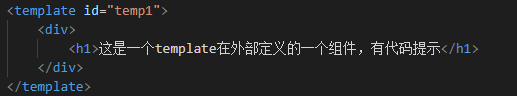 <template id="temp1">
    <div>
        <h1>这是一个template在外部定义的一个组件，有代码提示</h1>
    </div>
</template>